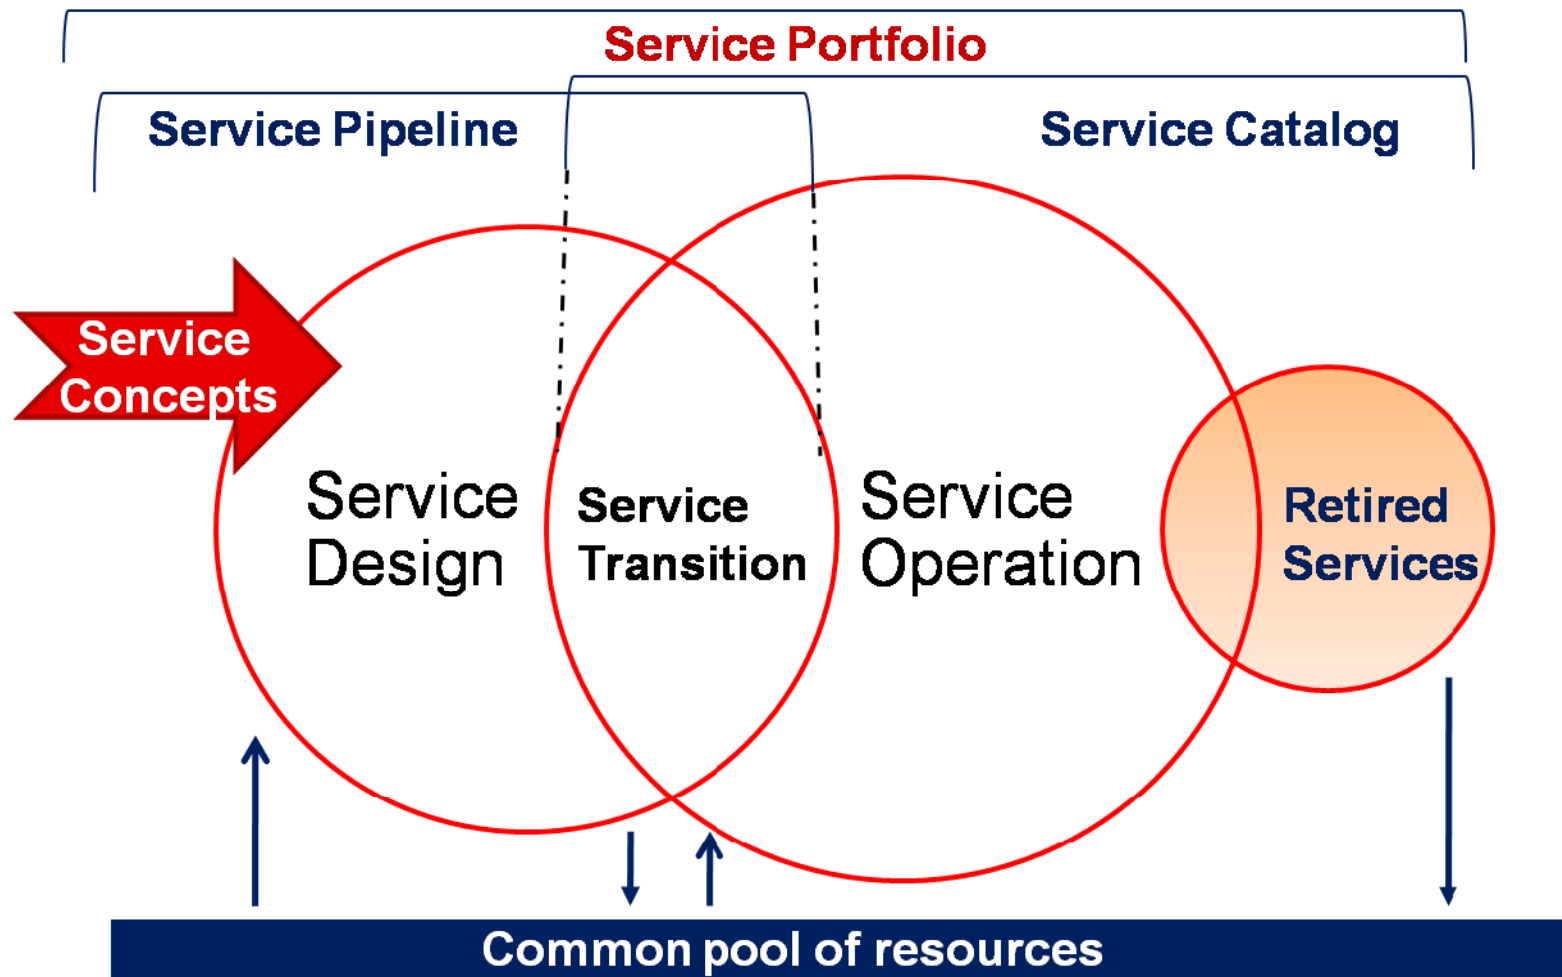 Service Portfolio
Service Pipeline
Service Catalog
Service
Concepts
Service
Design
Service
Transition
Service
Operation
Retired
Services
Common pool of resources